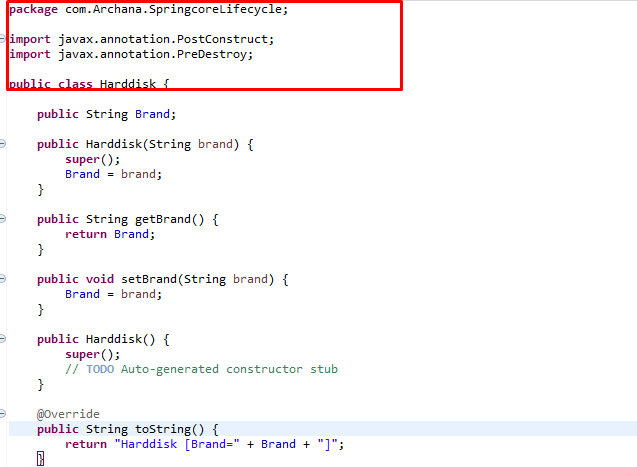 package com.Archana.SpringcoreLifecycle;
import javax.annotation.PostConstruct;
import javax.annotation.PreDestroy;
public class Harddisk {
public String Brand;
public Harddisk(String brand) {
super();
Brand = brand;
}
public String getBrand() {
return Brand;
}
public void setBrand(String brand) {
Brand = brand;
}
public Harddisk() {
super();
// TODO Auto-generated constructor stub
}
@Override
public String toString() {
return "Harddisk [Brand=" + Brand + "]";
}